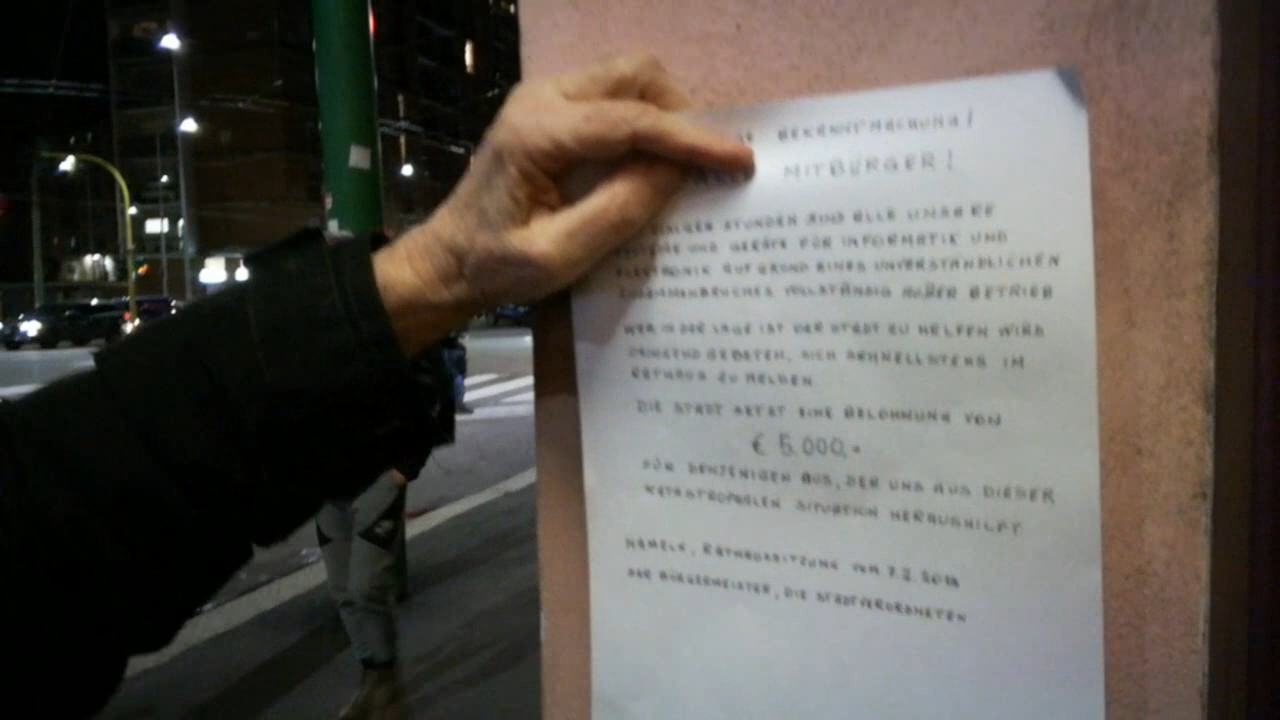 BEKANNTMACHUNG!
MITBÜRGER!
STUNDEN SIND ALLE UNSERE
UND GERÄTE FÜR INFORMATIK UND
ELEKTRONIK AUFGRUND EINES UNVERSTÄNDLICHEN
ZUSAMMENBRUCHES VOLLSTÄNDIG AUßER BETRIEB
WER IN DER LAGE IST DER STADT ZU HELFEN WIRD
DRINGEND GEBETEN, SICH SCHNELLSTENS IM
RATHAUS ZU MELDEN
DIE STADT SETZT EINE BELOHNUNG VON
€ 5.000,-
FÜR DENJENIGEN AUS, DER UNS AUS DIESER
KATASTROPHALEN SITUATION HERAUSHILFT
HAMELN, RATHAUSSITZUNG VOM
DER BÜRGERMEISTER, DIE STADTVERORDNETEN